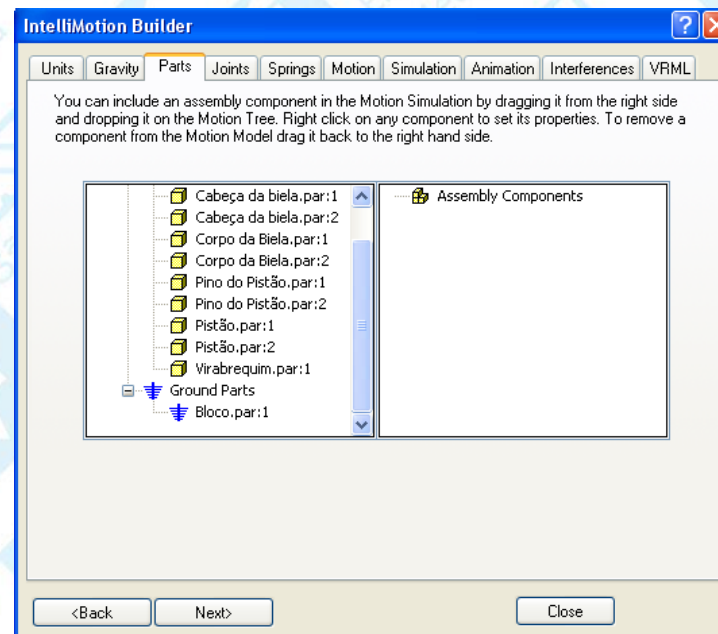 IntelliMotion Builder
Units Gravity Parts Joints Springs Motion Simulation Animation Interferences VRML
You can include an assembly component in the Motion Simulation by dragging it from the right side
and dropping it on the Motion Tree. Right click on any component to set its properties. To remove a
component from the Motion Model drag it back to the right hand side.
Cabeça da biela.par:1
Cabeça da biela.par:2
Corpo da Biela.par:1
Corpo da Biela.par:2
Pino do Pistão.par:1
Pino do Pistão.par:2
Pistão.par:1
Pistão.par:2
Virabrequim.par:1
Ground Parts
Bloco.par:1
Assembly Components
<Back Next> Close